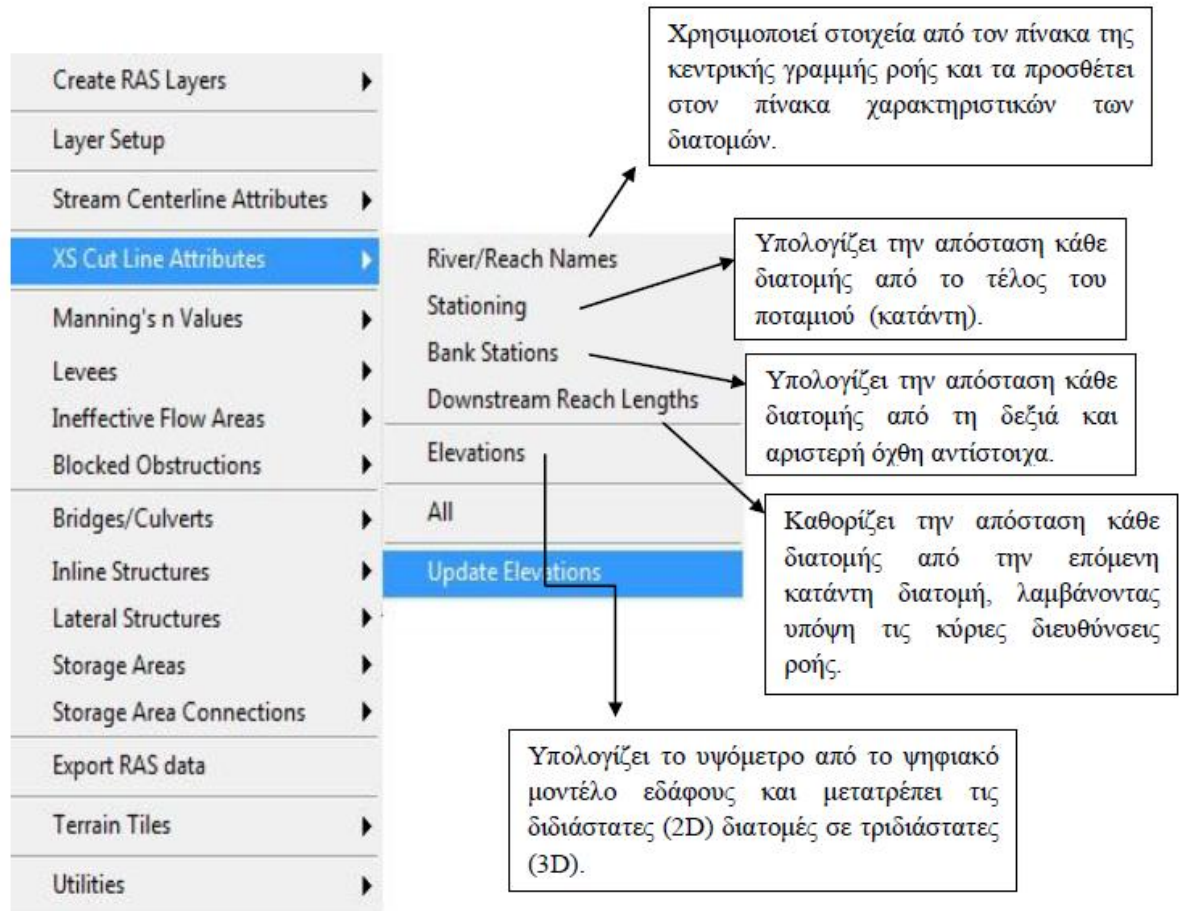 Create RAS Layers
Layer Setup
Stream Centerline Attributes
XS Cut Line Attributes
Manning's n Values
Levees
Ineffective Flow Areas
Blocked Obstructions
Bridges/Culverts
Inline Structures
Lateral Structures
Storage Areas
Storage Area Connections
Export RAS data
Terrain Tiles
Utilities
River/Reach Names
Stationing
Bank Stations
Downstream Reach Lengths
Elevations
All
Update Elevations
Χρησιμοποιεί στοιχεία από τον πίνακα της
κεντρικής γραμμής ροής και τα προσθέτει
στον πίνακα χαρακτηριστικών των
διατομών.
Υπολογίζει την απόσταση κάθε
διατομής από το τέλος του
ποταμιού (κατάντη).
Υπολογίζει την απόσταση κάθε
διατομής από τη δεξιά και
αριστερή όχθη αντίστοιχα.
Καθορίζει την απόσταση κάθε
διατομής από την επόμενη
κατάντη διατομή, λαμβάνοντας
υπόψη τις κύριες διευθύνσεις
ροής.
Υπολογίζει το υψόμετρο από το ψηφιακό
μοντέλο εδάφους και μετατρέπει τις
διδιάστατες (2D) διατομές σε τριδιάστατες
(3D).